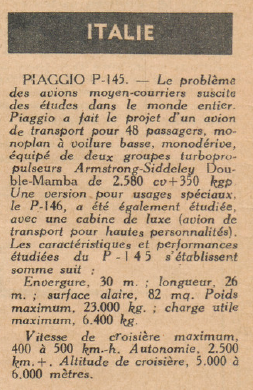 ITALIE
PIAGGIO P-145. — Le problème
des avions moyen-courriers suscite
des études dans le monde entier.
Piaggio a fait le projet d'un avion
de transport pour 48 passagers, mo-
noplan à voilure basse, monodérive,
équipé de deux groupes turbopro-
pulseurs Armstrong-Siddeley Dou-
ble-Mamba de 2.580 cv+350 kgp
Une version pour usages spéciaux,
le P-146, a été également étudiée,
avec une cabine de luxe (avion de
transport pour hautes personnalités).
Les caractéristiques et performances
étudiées du P-145 s'établissent
somme suit :
Envergure, 30 m. ; longueur, 26
m. ; surface alaire, 82 mq. Poids
maximum, 23.000 kg. ; charge utile
maximum, 6.400 kg.
Vitesse de croisière maximum,
400 à 500 km.-h. Autonomie, 2.500
km.+. Altitude de croisière, 5.000 à
6.000 mètres.